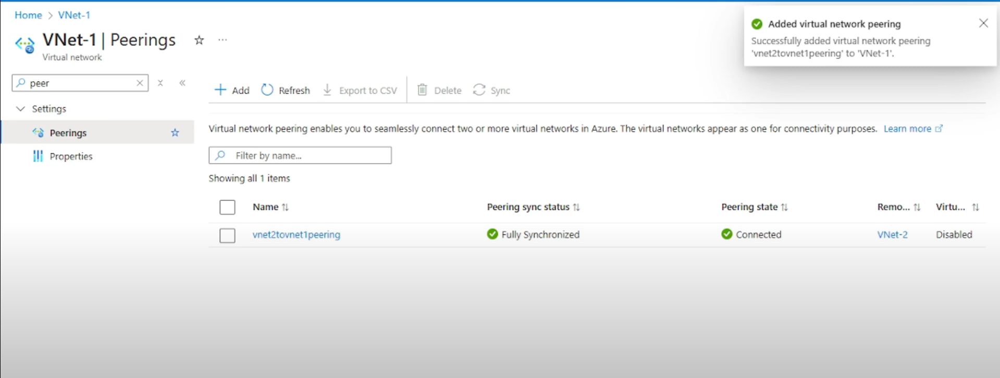 Home > VNet-1
VNet-1 | Peerings
Virtual network
peer
Settings
Peerings
Properties
Added virtual network peering
Successfully added virtual network peering
'vnet2tovnet1peering' to 'VNet-1'.
Add Refresh Export to CSV Delete Sync
Virtual network peering enables you to seamlessly connect two or more virtual networks in Azure. The virtual networks appear as one for connectivity purposes. Learn more
Filter by name...
Showing all 1 items
Name Peering sync status Peering state Remo... Virtu...
vnet2tovnet1peering Fully Synchronized Connected VNet-2 Disabled